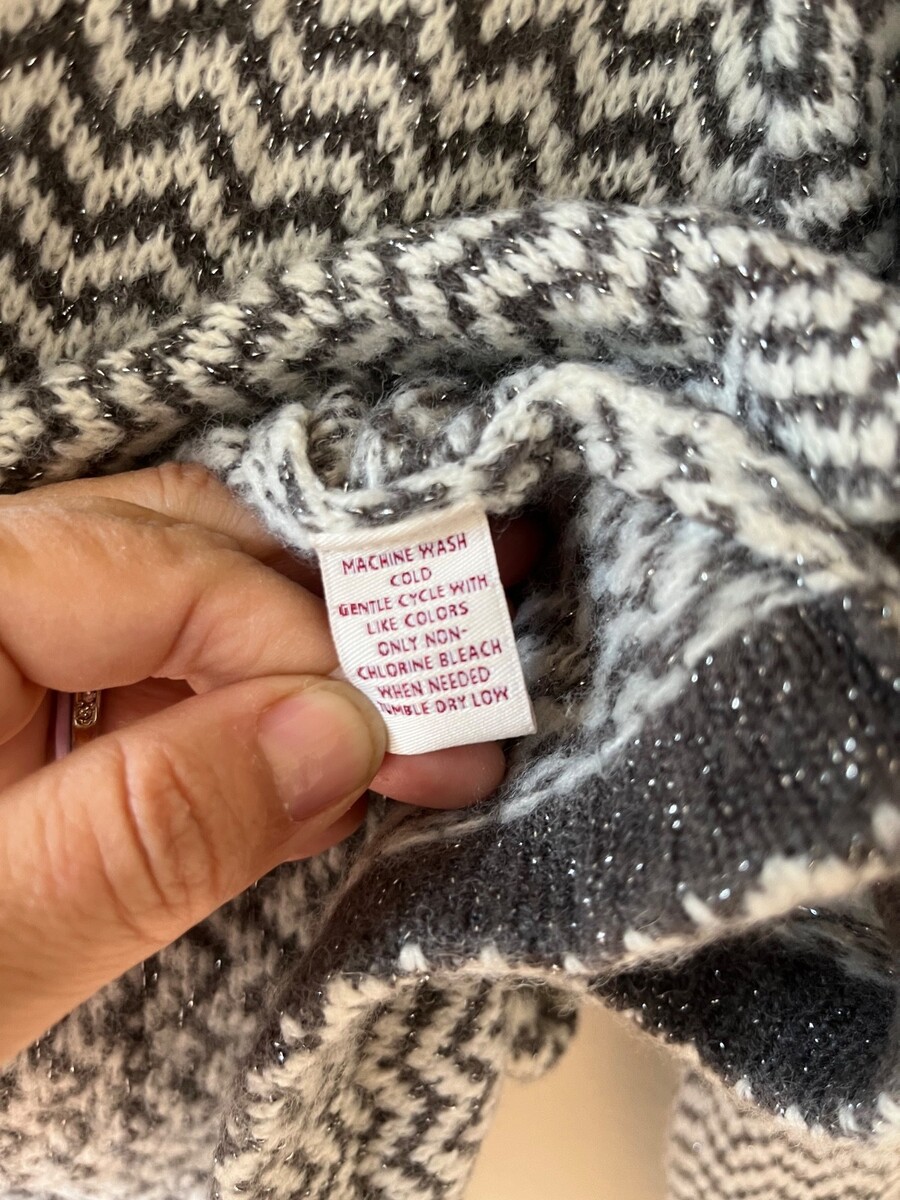 MACHINE WASH
COLD
GENTLE CYCLE WITH
LIKE COLORS
ONLY NON-
CHLORINE BLEACH
WHEN NEEDED
TUMBLE DRY LOW